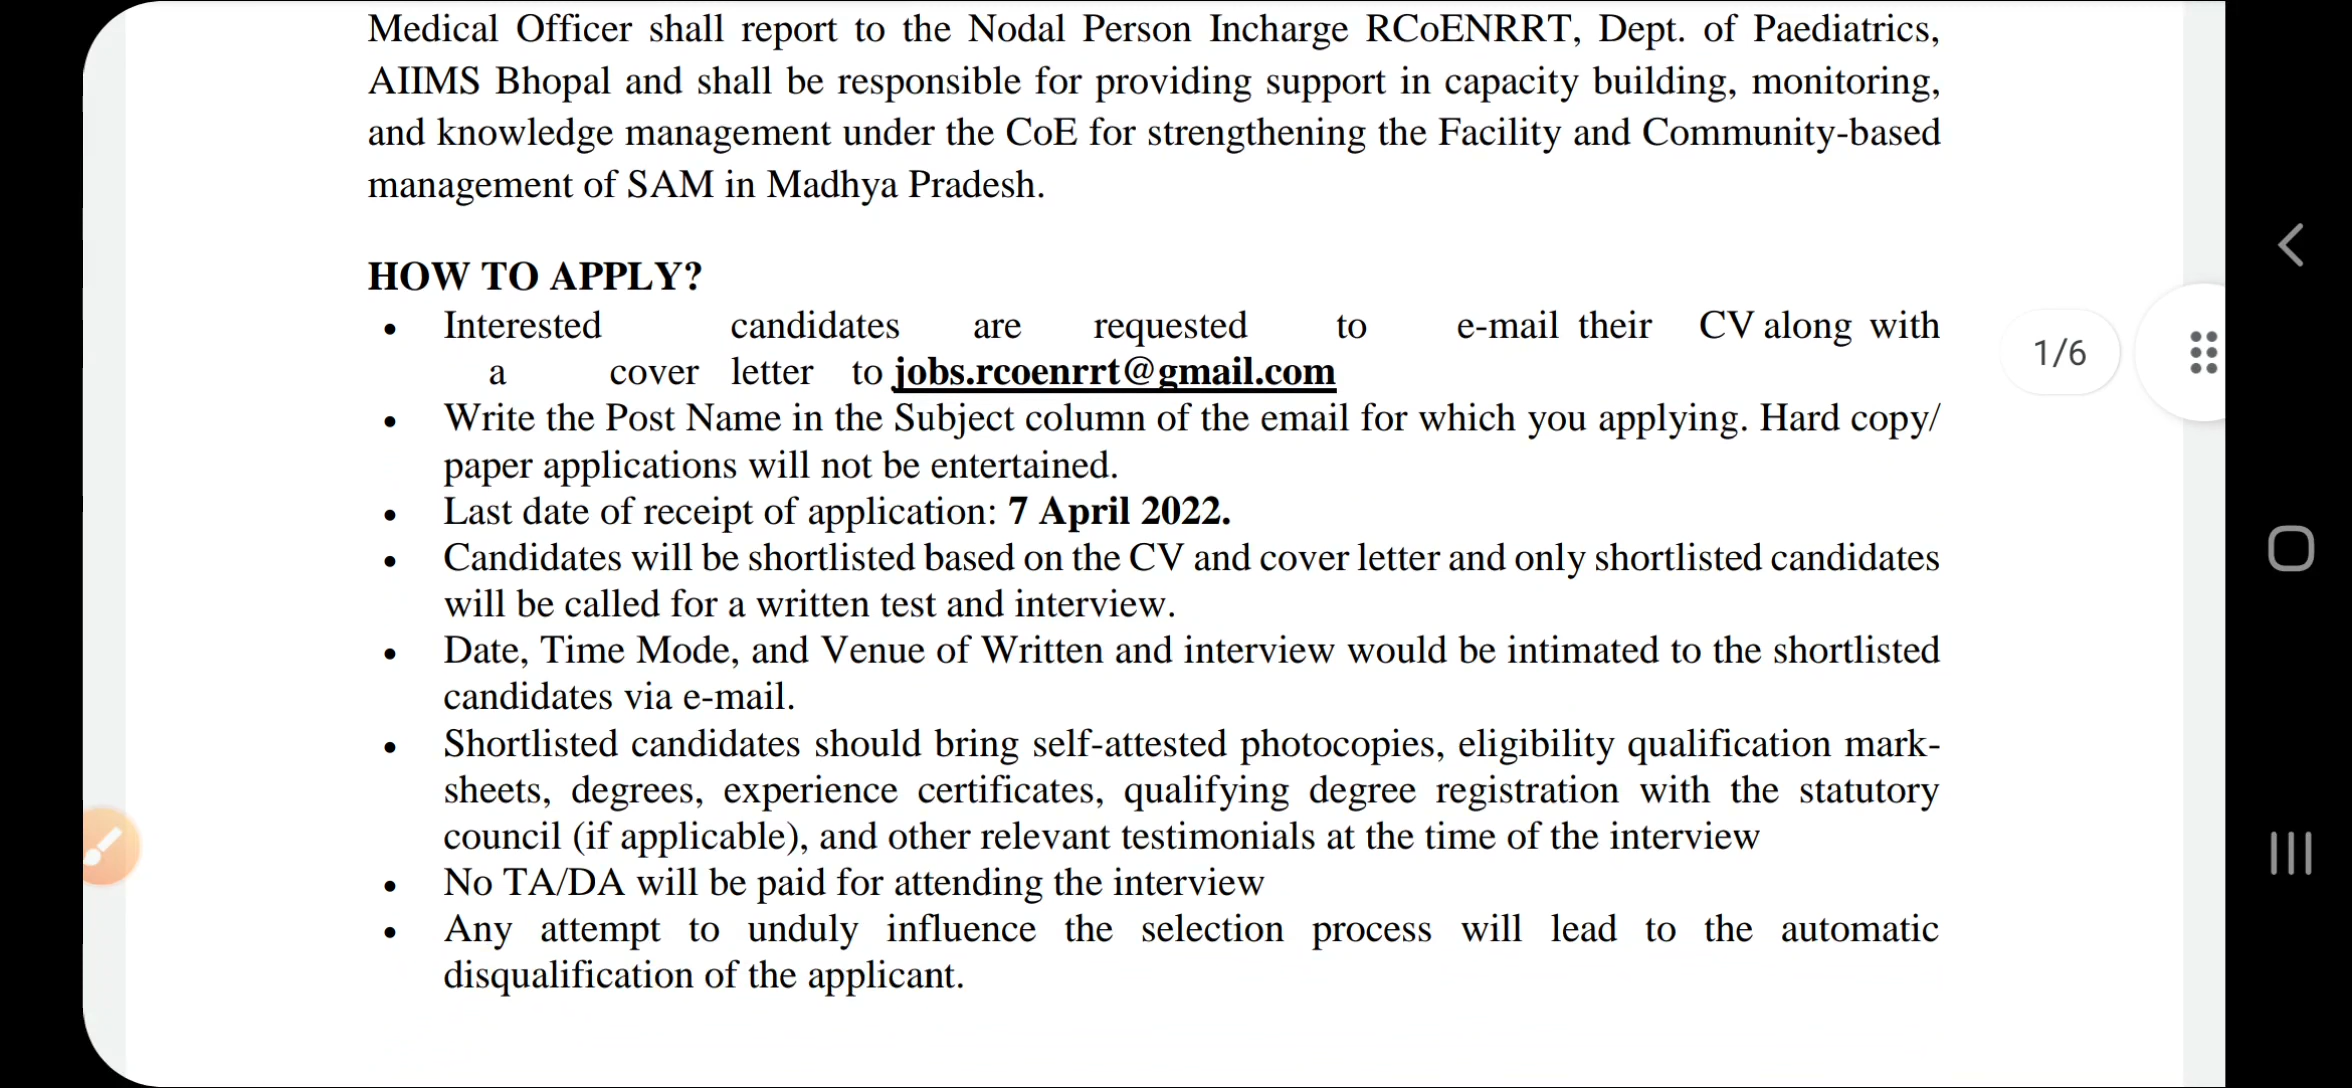 Medical Officer shall report to the Nodal Person Incharge RCoENRRT, Dept. of Paediatrics,
AIIMS Bhopal and shall be responsible for providing support in capacity building, monitoring,
and knowledge management under the CoE for strengthening the Facility and Community-based
management of SAM in Madhya Pradesh.
HOW TO APPLY?
• Interested candidates are requested to e-mail their CV along with
a cover letter to jobs.rcoenrrt@gmail.com
• Write the Post Name in the Subject column of the email for which you applying. Hard copy/
paper applications will not be entertained.
• Last date of receipt of application: 7 April 2022.
• Candidates will be shortlisted based on the CV and cover letter and only shortlisted candidates
will be called for a written test and interview.
• Date, Time Mode, and Venue of Written and interview would be intimated to the shortlisted
candidates via e-mail.
• Shortlisted candidates should bring self-attested photocopies, eligibility qualification mark-
sheets, degrees, experience certificates, qualifying degree registration with the statutory
council (if applicable), and other relevant testimonials at the time of the interview
• No TA/DA will be paid for attending the interview
• Any attempt to unduly influence the selection process will lead to the automatic
disqualification of the applicant.
1/6